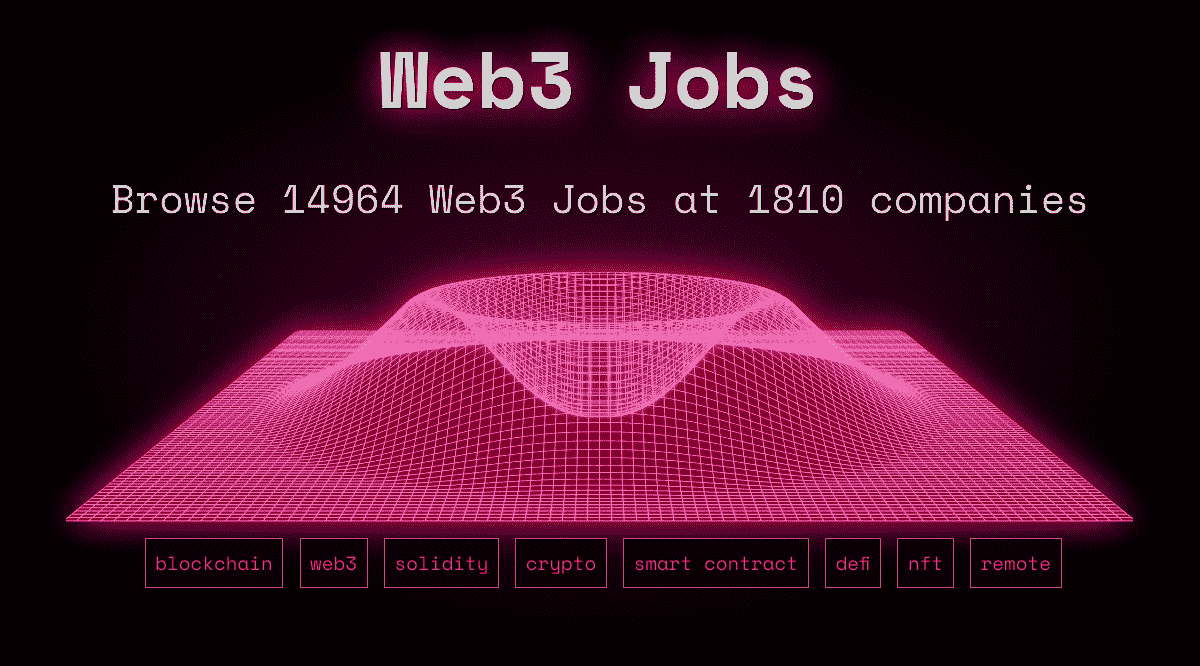 Web3 Jobs
Browse 14964 Web3 Jobs at 1810 companies
blockchain web3 solidity crypto smart contract defi nft remote